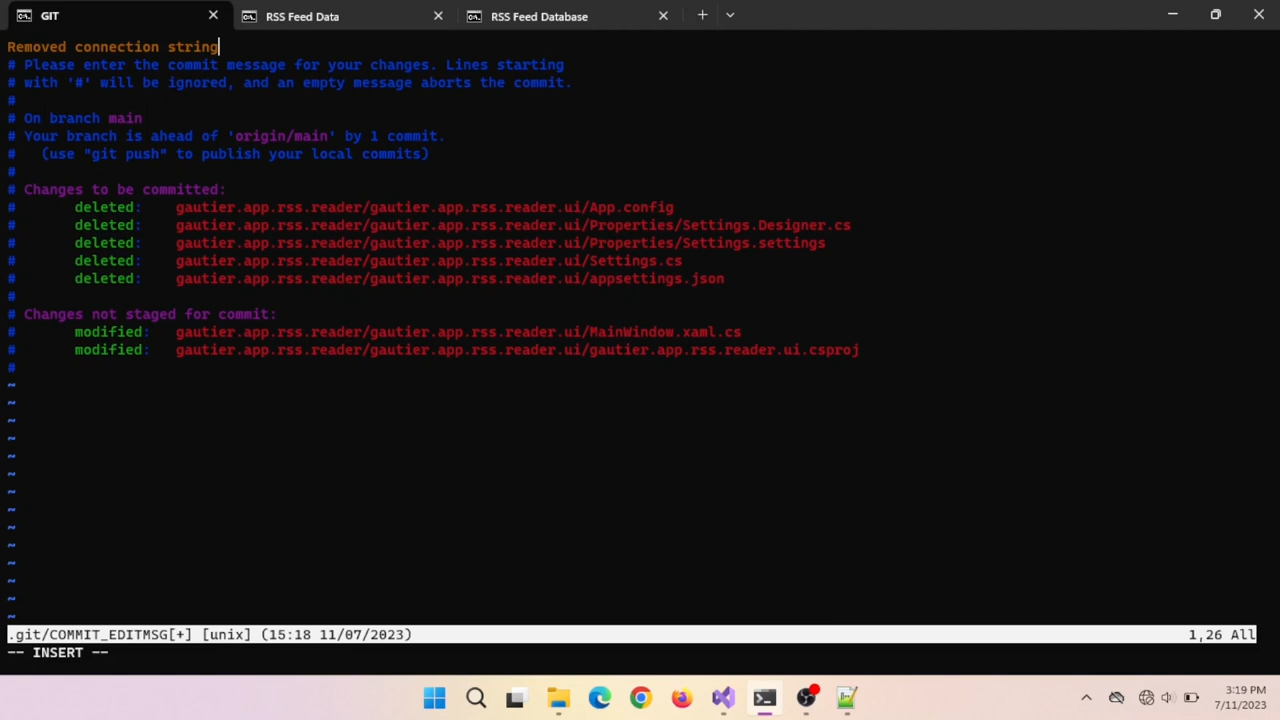 GIT
RSS Feed Data
RSS Feed Database
Removed connection string
# Please enter the commit message for your changes. Lines starting
# with '#' will be ignored, and an empty message aborts the commit.
#
# On branch main
# Your branch is ahead of 'origin/main' by 1 commit.
#   (use "git push" to publish your local commits)
#
# Changes to be committed:
#       deleted:    gautier.app.rss.reader/gautier.app.rss.reader.ui/App.config
#       deleted:    gautier.app.rss.reader/gautier.app.rss.reader.ui/Properties/Settings.Designer.cs
#       deleted:    gautier.app.rss.reader/gautier.app.rss.reader.ui/Properties/Settings.settings
#       deleted:    gautier.app.rss.reader/gautier.app.rss.reader.ui/Settings.cs
#       deleted:    gautier.app.rss.reader/gautier.app.rss.reader.ui/appsettings.json
#
# Changes not staged for commit:
#       modified:   gautier.app.rss.reader/gautier.app.rss.reader.ui/MainWindow.xaml.cs
#       modified:   gautier.app.rss.reader/gautier.app.rss.reader.ui/gautier.app.rss.reader.ui.csproj
#
~
~
~
~
~
~
~
~
~
~
~
~
~
~
.git/COMMIT_EDITMSG[+] [unix] (15:18 11/07/2023) 1,26 All
-- INSERT --
3:19 PM
7/11/2023